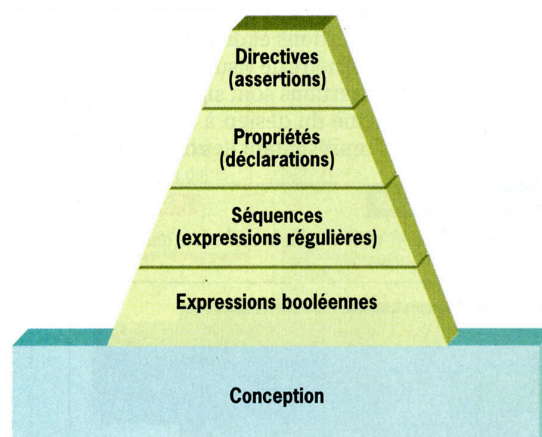 Directives
(assertions)
Propriétés
(déclarations)
Séquences
(expressions régulières)
Expressions booléennes
Conception